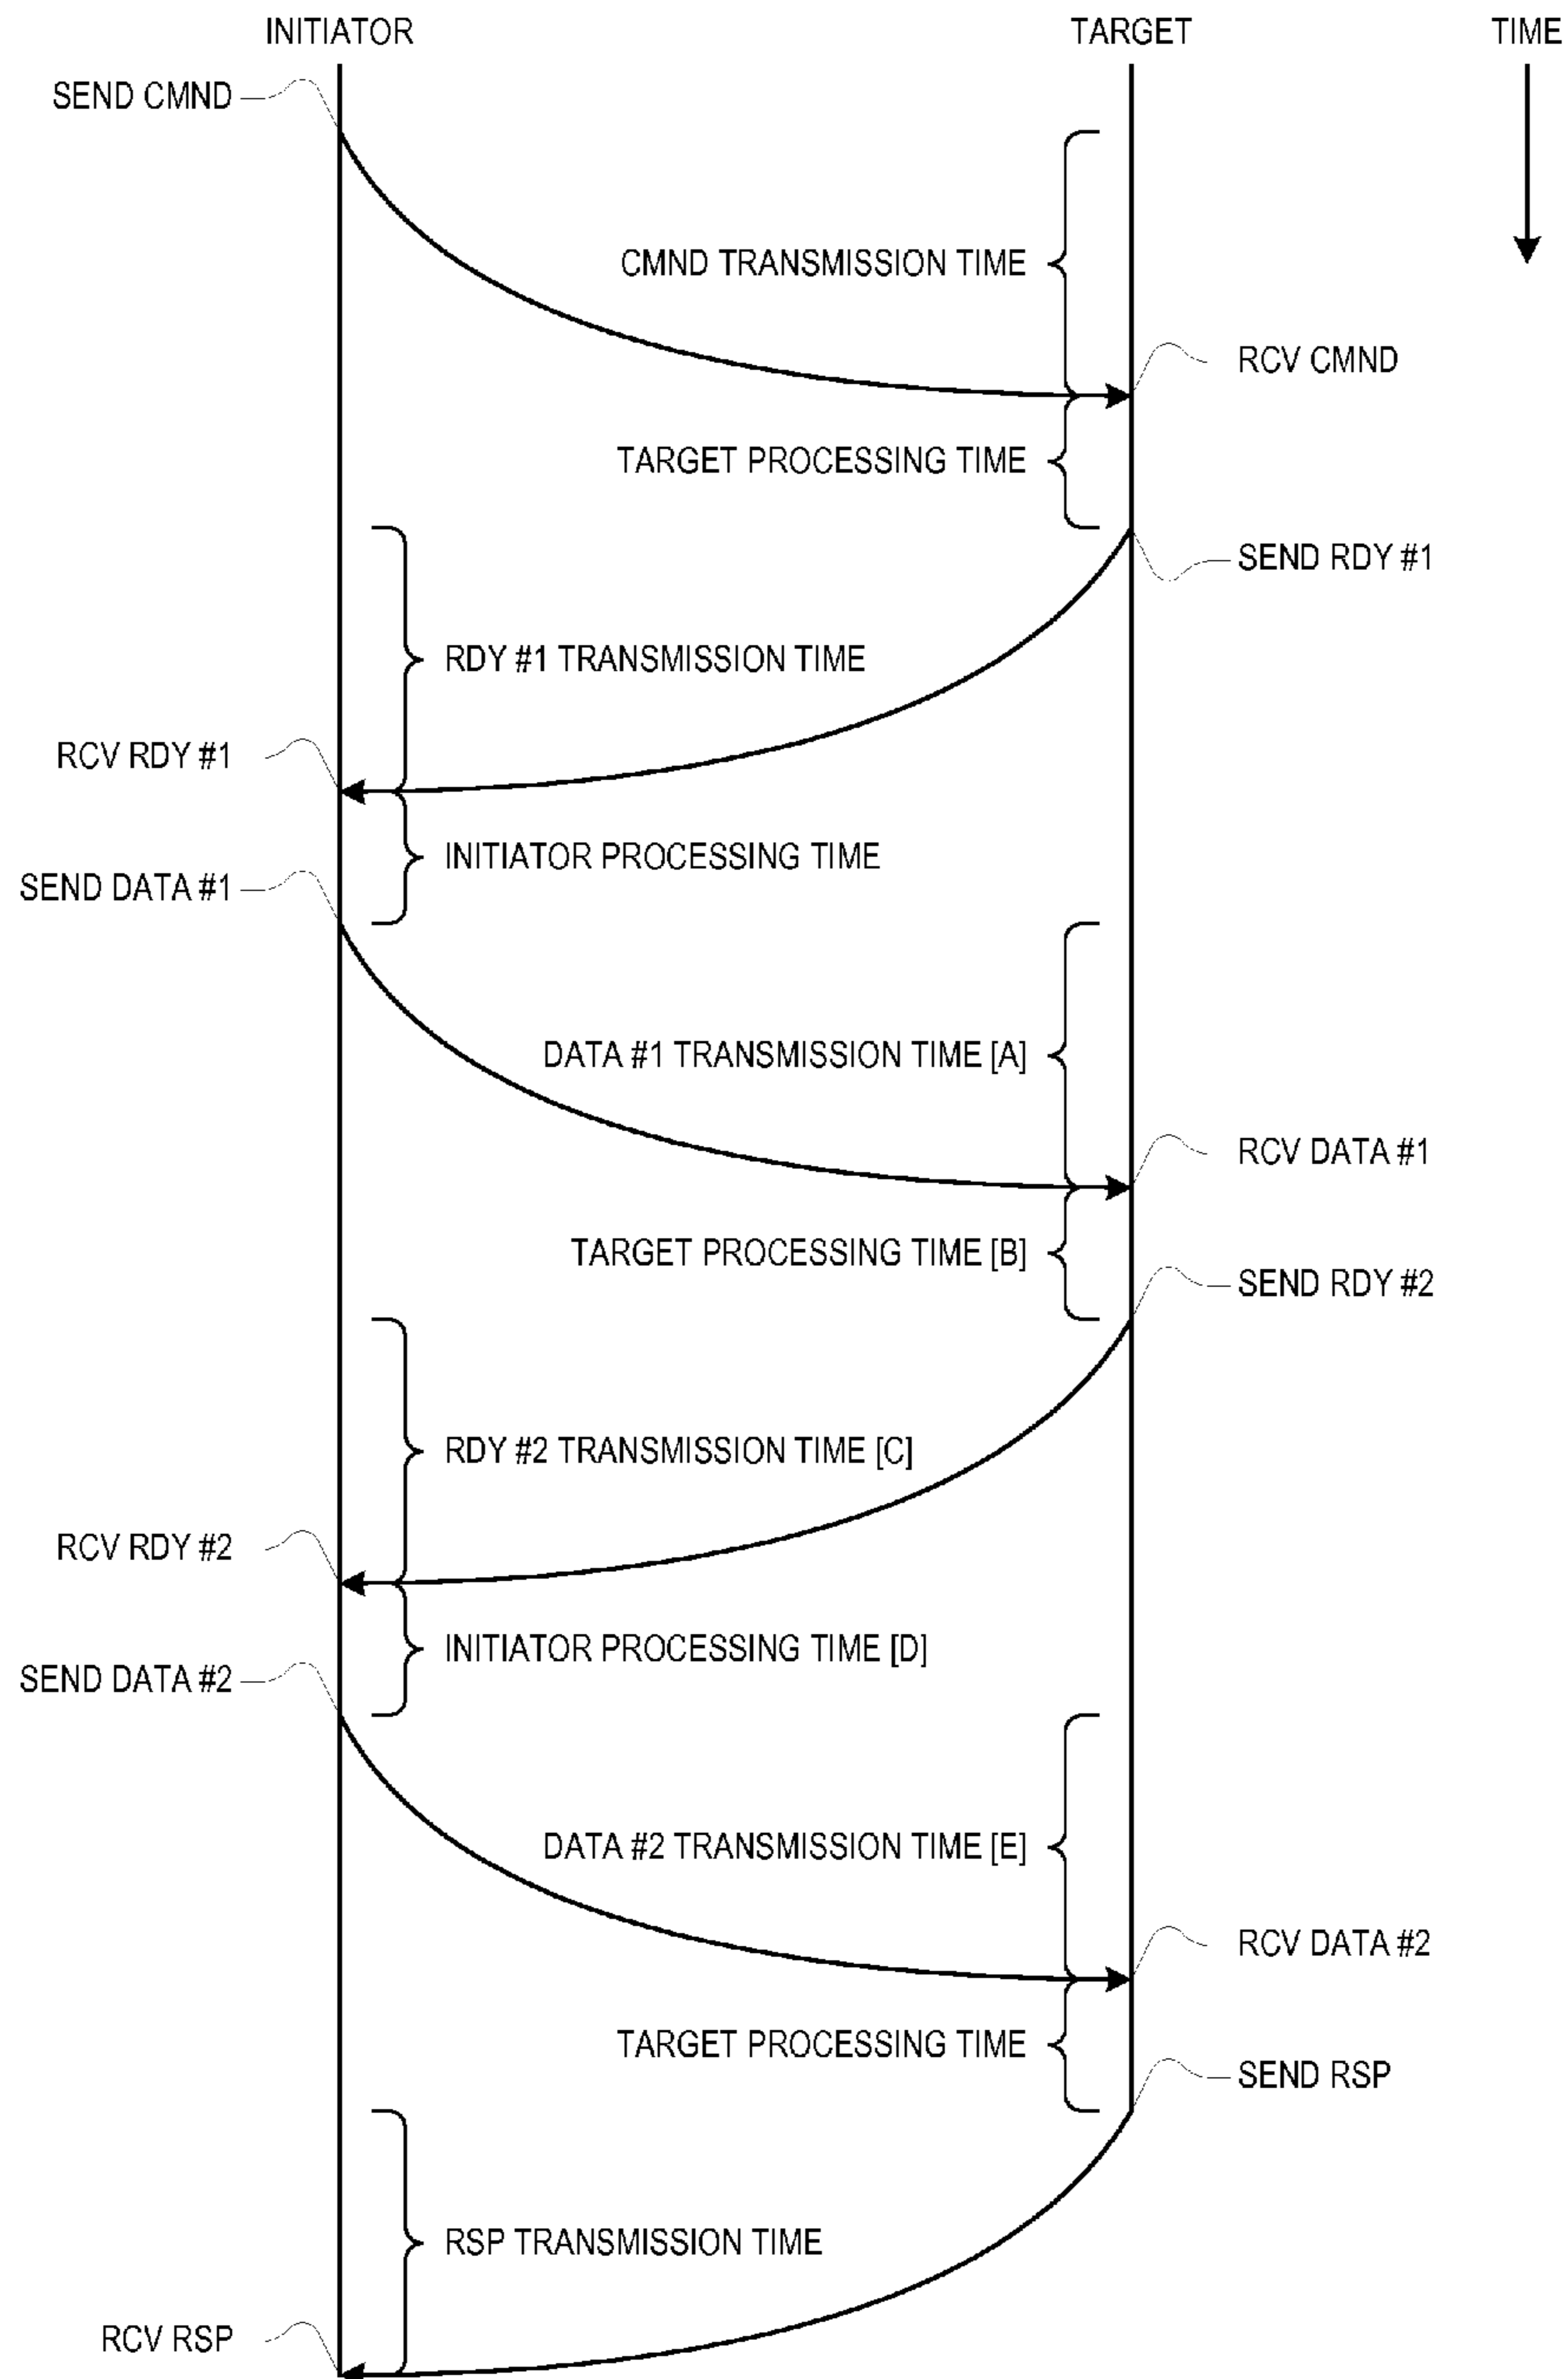 INITIATOR
TARGET
TIME
SEND CMND
CMND TRANSMISSION TIME
RCV CMND
TARGET PROCESSING TIME
SEND RDY #1
RDY #1 TRANSMISSION TIME
RCV RDY #1
INITIATOR PROCESSING TIME
SEND DATA #1
DATA #1 TRANSMISSION TIME [A]
RCV DATA #1
TARGET PROCESSING TIME [B]
SEND RDY #2
RDY #2 TRANSMISSION TIME [C]
RCV RDY #2
INITIATOR PROCESSING TIME [D]
SEND DATA #2
DATA #2 TRANSMISSION TIME [E]
RCV DATA #2
TARGET PROCESSING TIME
SEND RSP
RSP TRANSMISSION TIME
RCV RSP